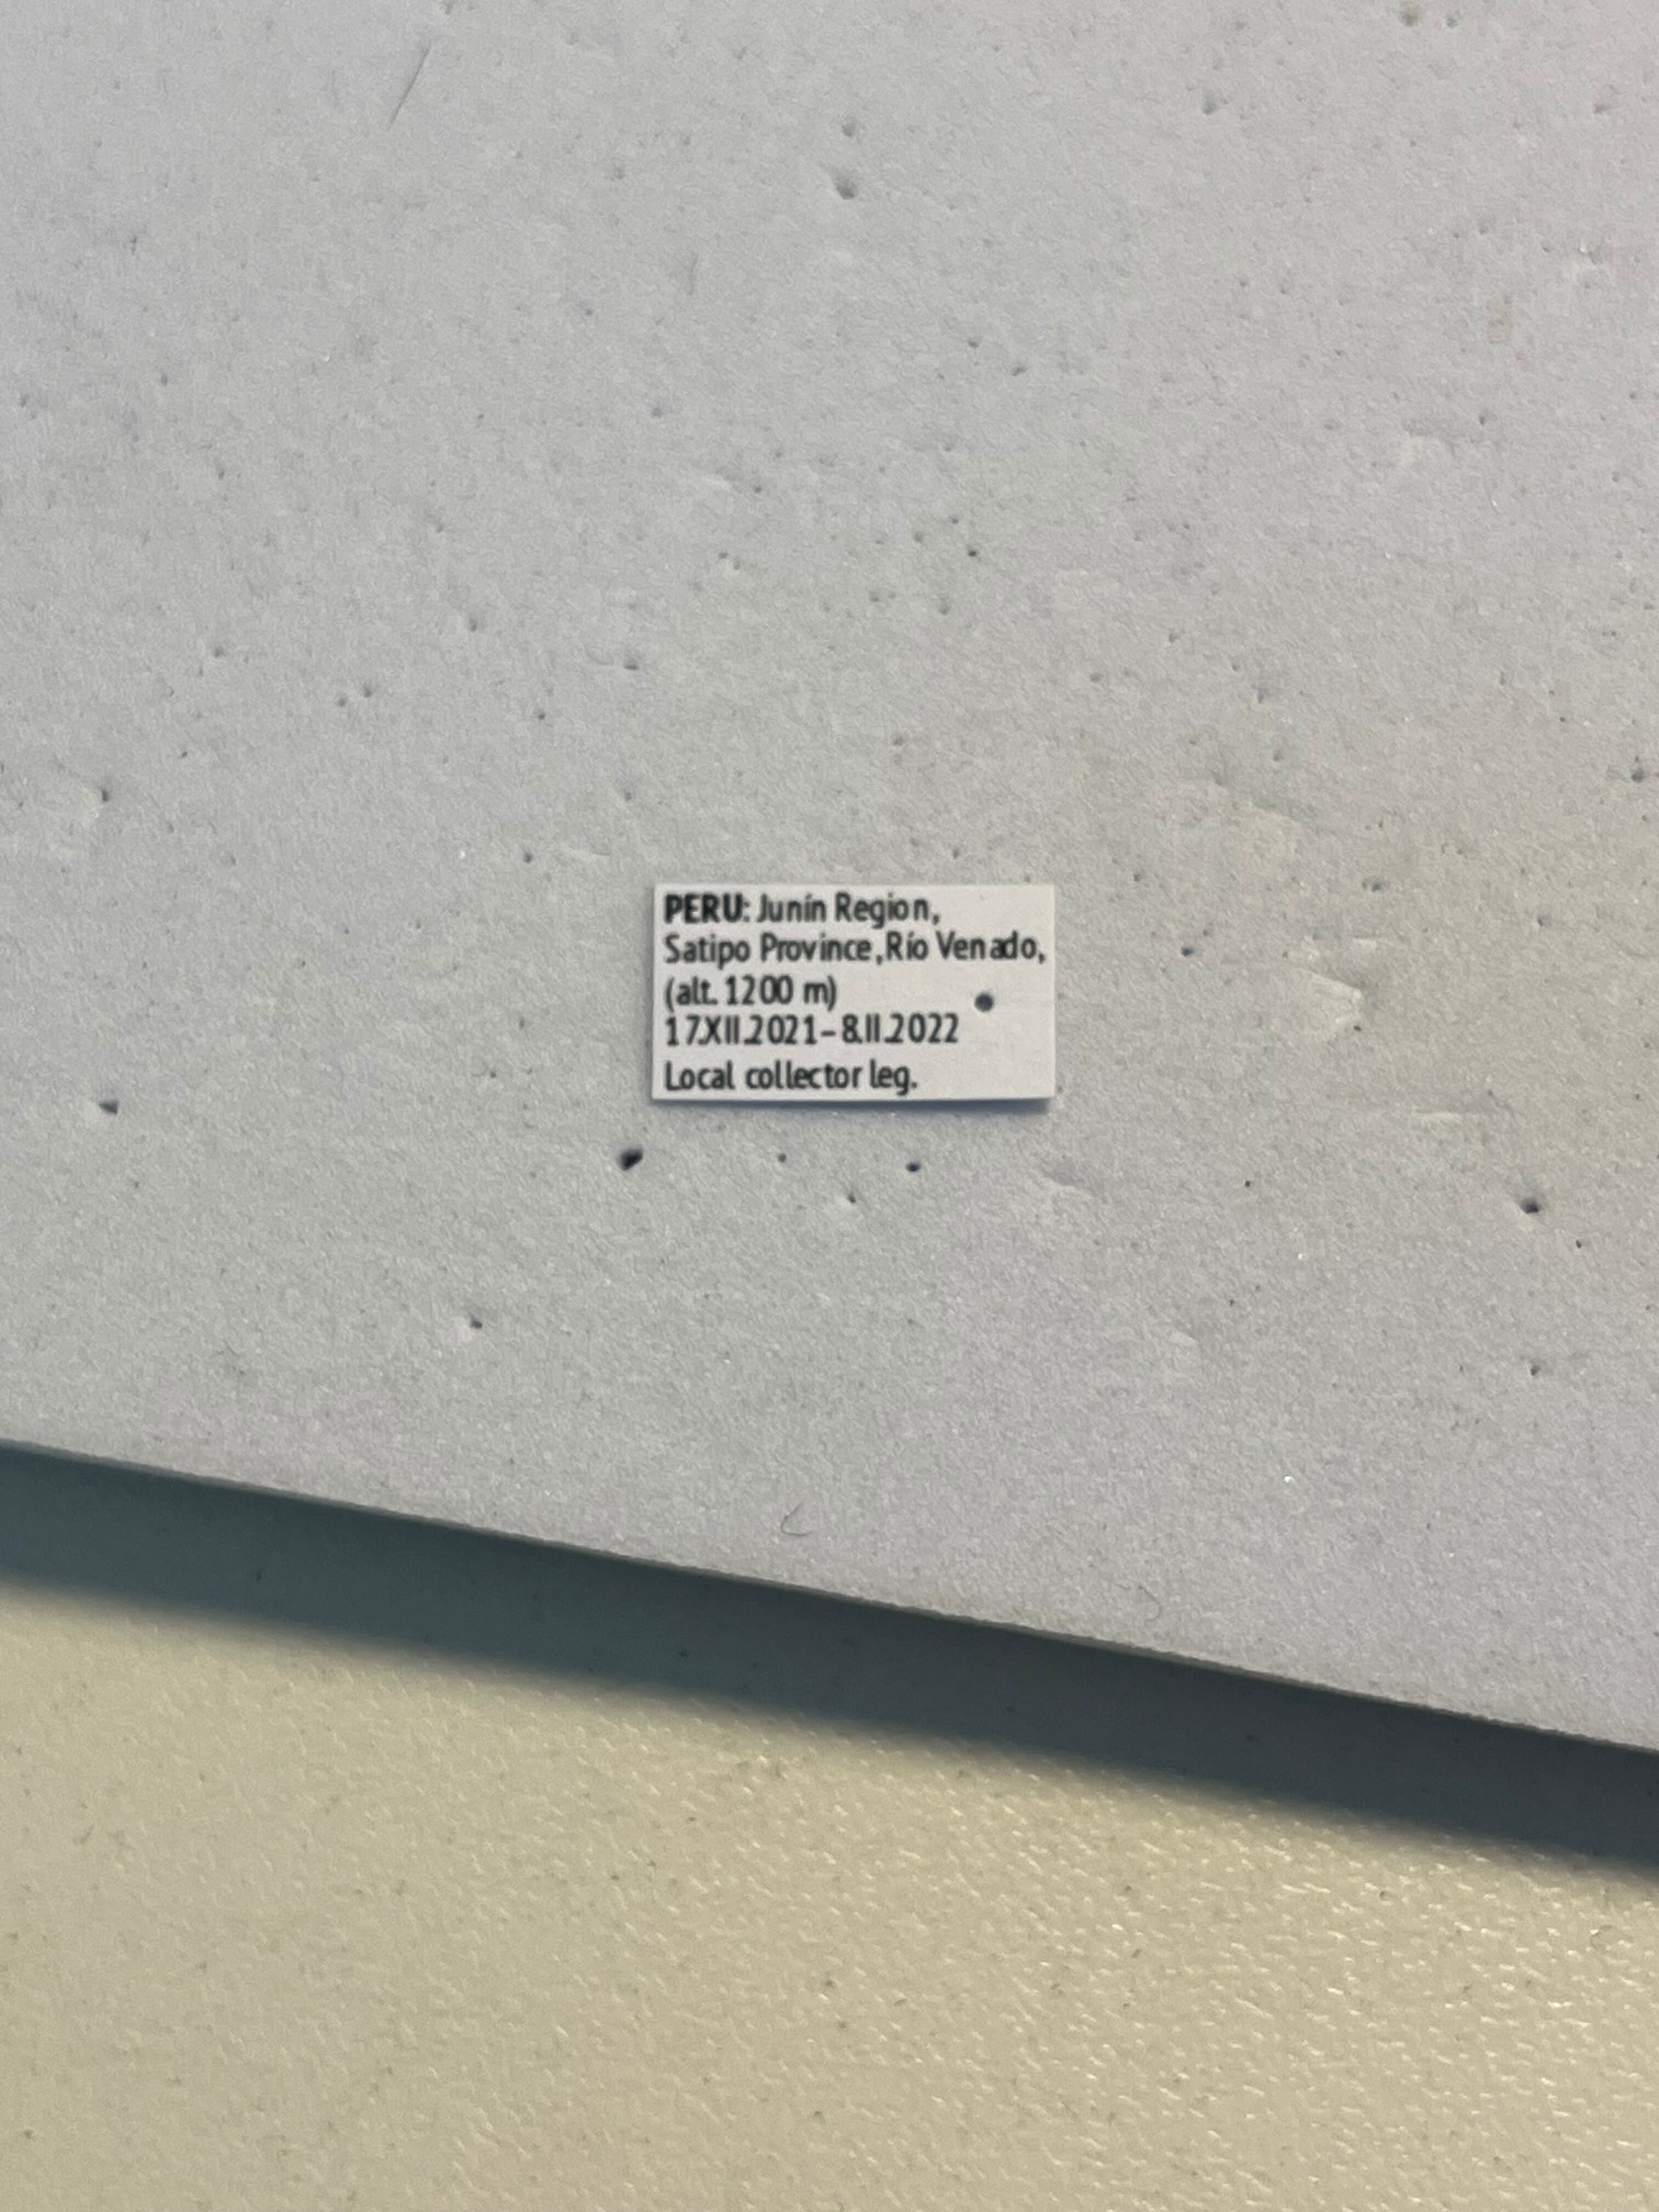 PERU: Junín Region,
Satipo Province, Río Venado,
(alt. 1200 m)
17.XII.2021–8.II.2022
Local collector leg.